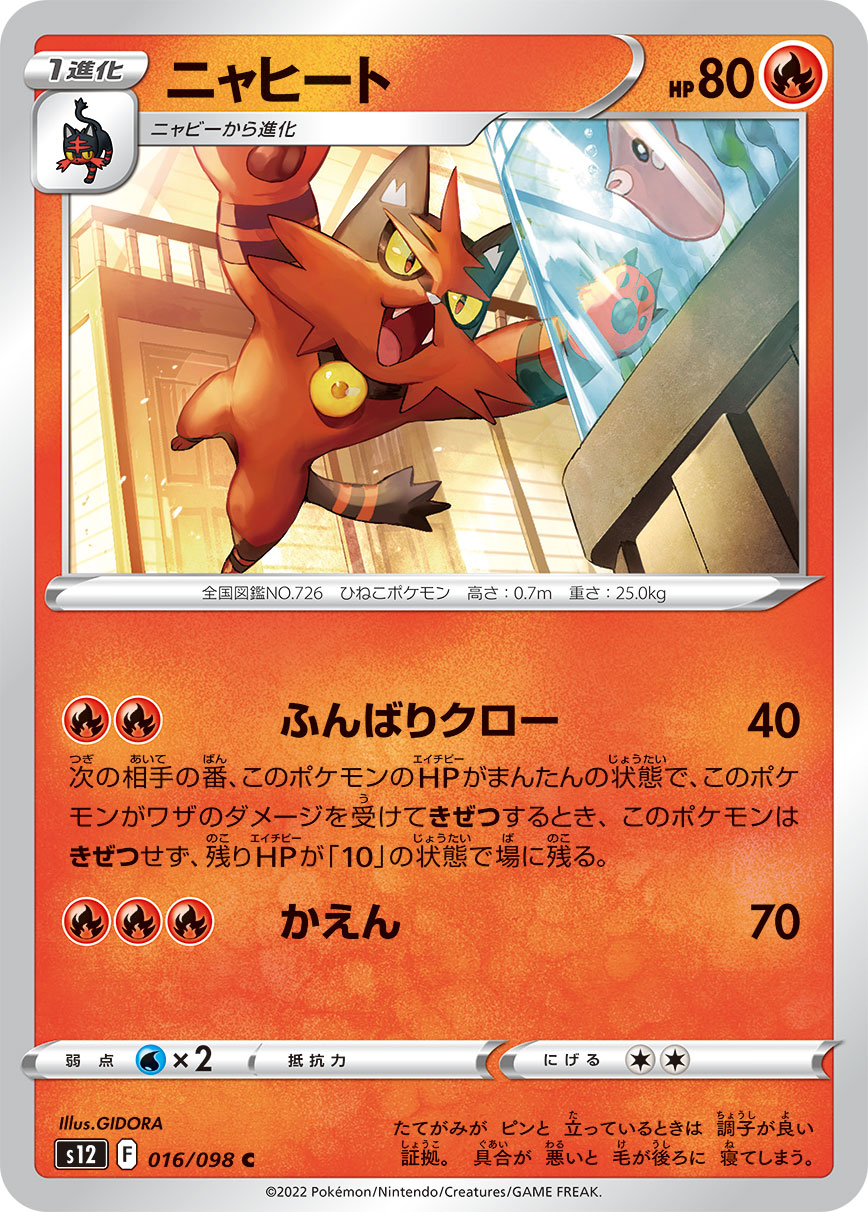 1進化
ニャヒート
HP80
ニャビーから進化
全国図鑑NO.726 ひねこポケモン 高さ：0.7m 重さ：25.0kg
ふんばりクロー 40
次の相手の番、このポケモンのHPがまんたんの状態で、このポケ
モンがワザのダメージを受けてきぜつするとき、このポケモンは
きぜつせず、残りHPが「10」の状態で場に残る。
かえん 70
弱点 ×2 抵抗力 にげる
Illus.GIDORA
たてがみが ピンと 立っているときは 調子が良い
証拠。 具合が 悪いと 毛が後ろに 寝てしまう。
s12 F 016/098 C
©2022 Pokémon/Nintendo/Creatures/GAME FREAK.